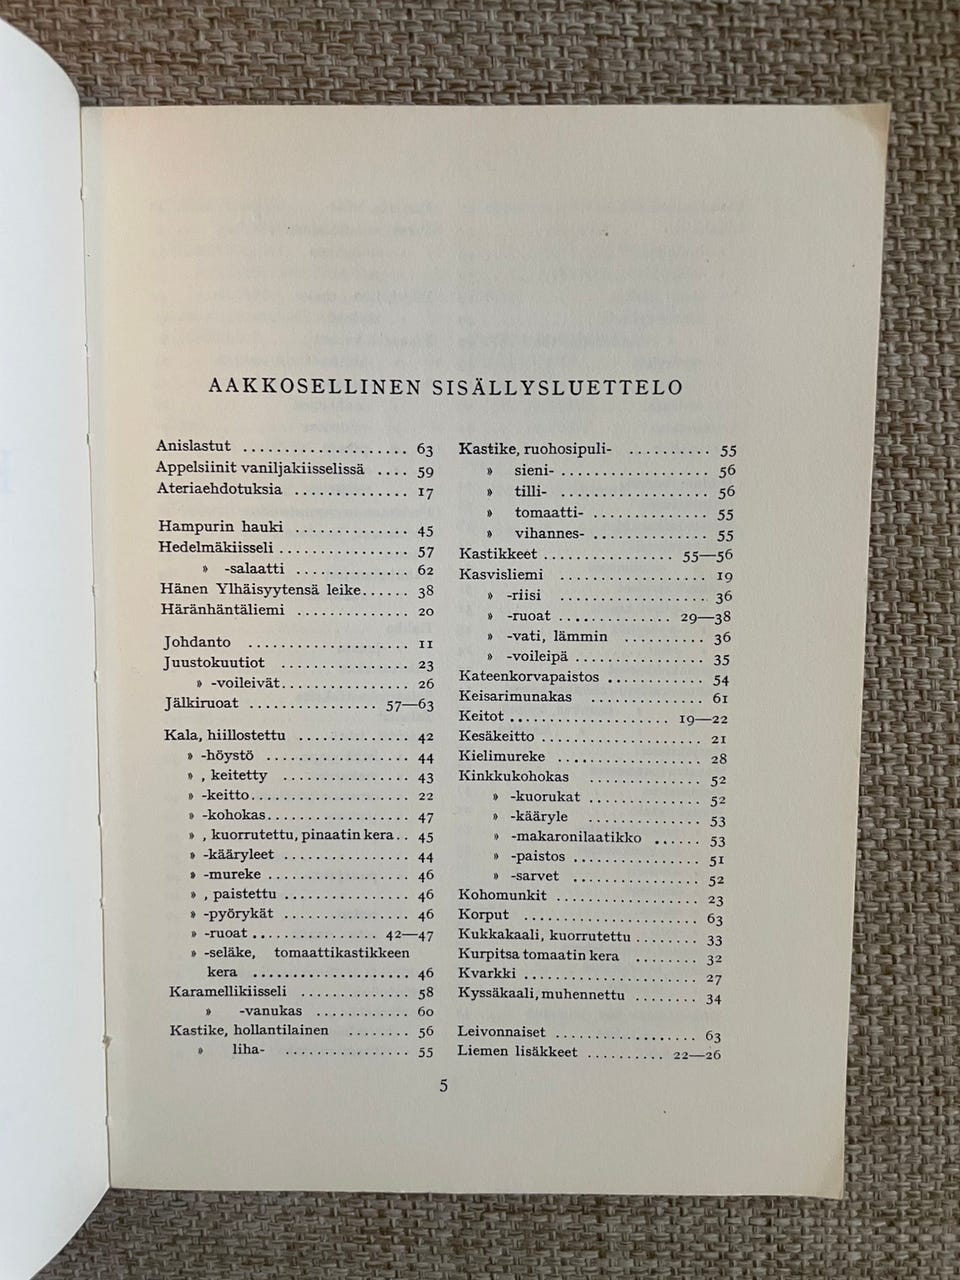 AAKKOSELLINEN SISÄLLYSLUETTELO
Anislastut .................... 63
Appelsiinit vaniljakiisselissä .... 59
Ateriaehdotuksia .............. 17
Hampurin hauki .............. 45
Hedelmäkiisseli ................ 57
» -salaatti .............. 62
Hänen Ylhäisyytensä leike...... 38
Häränhäntäliemi .............. 20
Johdanto .................... 11
Juustokuutiot ................ 23
» -voileivät................ 26
Jälkiruoat ................ 57—63
Kala, hiillostettu .............. 42
» -höystö .................. 44
» , keitetty ................ 43
» -keitto.................... 22
» -kohokas.................. 47
» , kuorrutettu, pinaatin kera.. 45
» -kääryleet ................ 44
» -mureke .................. 46
» , paistettu ................ 46
» -pyörykät ................ 46
» -ruoat ................ 42—47
» -seläke, tomaattikastikkeen
kera .................... 46
Karamellikiisseli .............. 58
» -vanukas ............ 60
Kastike, hollantilainen ........ 56
» liha- ................ 55
Kastike, ruohosipuli- .......... 55
» sieni- .................. 56
» tilli- .................. 56
» tomaatti- .............. 55
» vihannes- .............. 55
Kastikkeet ................ 55—56
Kasvisliemi .................. 19
» -riisi .................. 36
» -ruoat .............. 29—38
» -vati, lämmin .......... 36
» -voileipä ................ 35
Kateenkorvapaistos ............ 54
Keisarimunakas .............. 61
Keitot .................... 19—22
Kesäkeitto .................... 21
Kielimureke .................. 28
Kinkkukohokas .............. 52
» -kuorukat .............. 52
» -kääryle .............. 53
» -makaronilaatikko ...... 53
» -paistos ................ 51
» -sarvet ................ 52
Kohomunkit .................. 23
Korput ...................... 63
Kukkakaali, kuorrutettu ........ 33
Kurpitsa tomaatin kera ........ 32
Kvarkki ...................... 27
Kyssäkaali, muhennettu ........ 34
Leivonnaiset .................. 63
Liemen lisäkkeet .......... 22—26
5